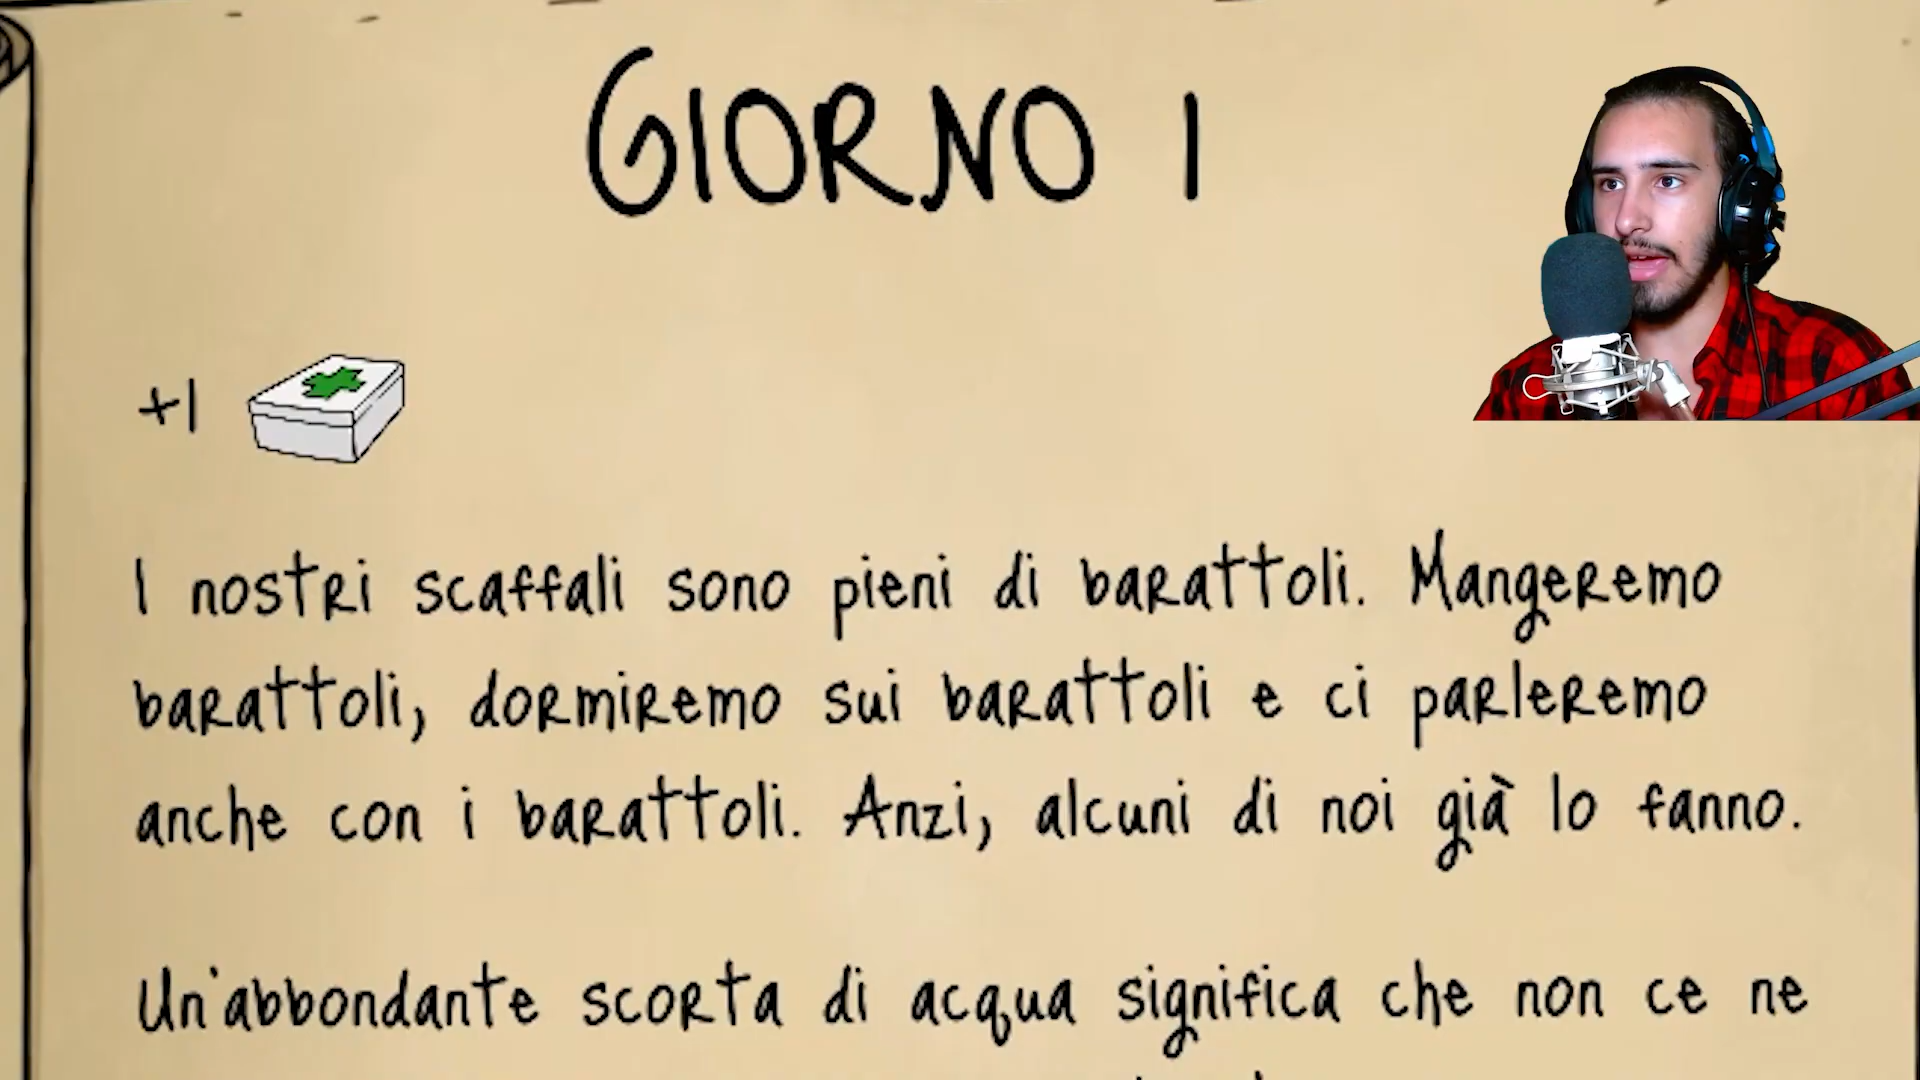 GIORNO 1
+1
I nostri scaffali sono pieni di barattoli. Mangeremo
barattoli, dormiremo sui barattoli e ci parleremo
anche con i barattoli. Anzi, alcuni di noi già lo fanno.
Un'abbondante scorta di acqua significa che non ce ne